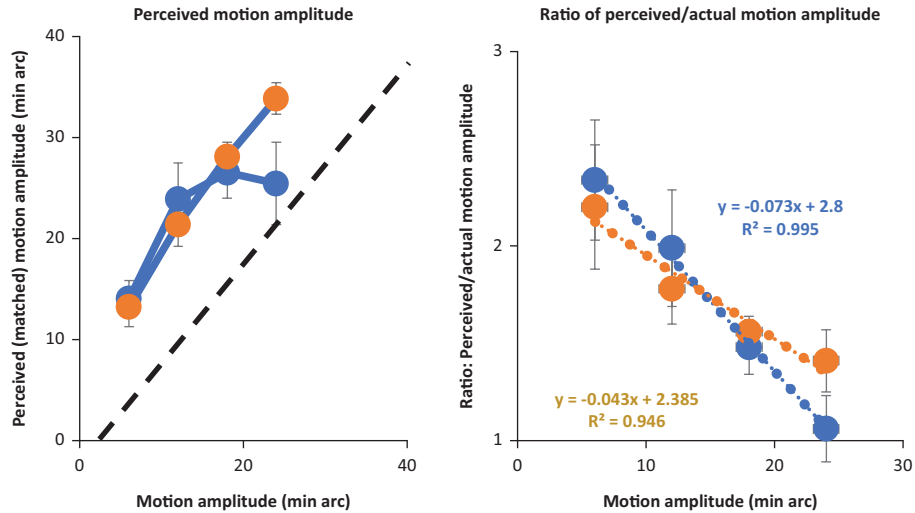 Perceived motion amplitude
Perceived (matched) motion amplitude (min arc)
40
30
20
10
0
0
20
40
Motion amplitude (min arc)
Ratio of perceived/actual motion amplitude
Ratio: Perceived/actual motion amplitude
3
2
1
y = -0.073x + 2.8
R² = 0.995
y = -0.043x + 2.385
R² = 0.946
0
10
20
30
Motion amplitude (min arc)